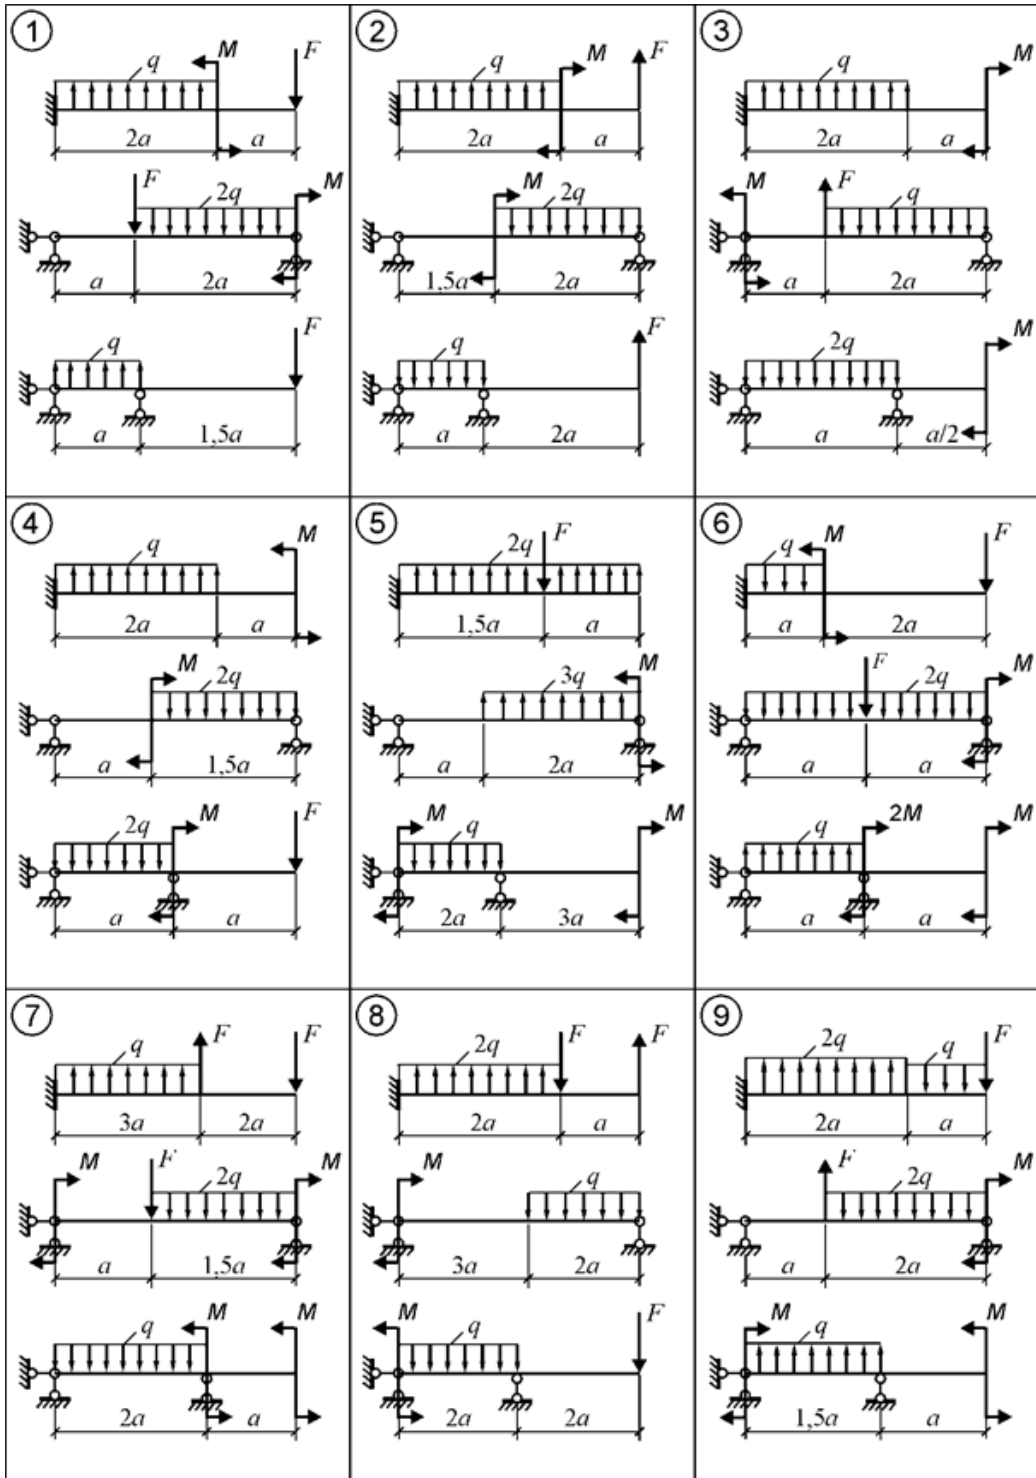 1
q M F
2a a
F 2q M
a 2a
q F
a 1,5a
2
q M F
2a a
M 2q
1,5a 2a
q F
a 2a
3
q M
2a a
M F q
a 2a
2q M
a a/2
4
q M
2a a
M 2q
a 1,5a
2q M F
a a
5
2q F
1,5a a
3q M
a 2a
M q M
2a 3a
6
q M F
a 2a
F 2q M
a a
q 2M M
a a
7
q F F
3a 2a
M F 2q M
a 1,5a
q M M
2a a
8
2q F F
2a a
M q
3a 2a
M q F
2a 2a
9
2q q F
2a a
F 2q M
a 2a
M q M
1,5a a